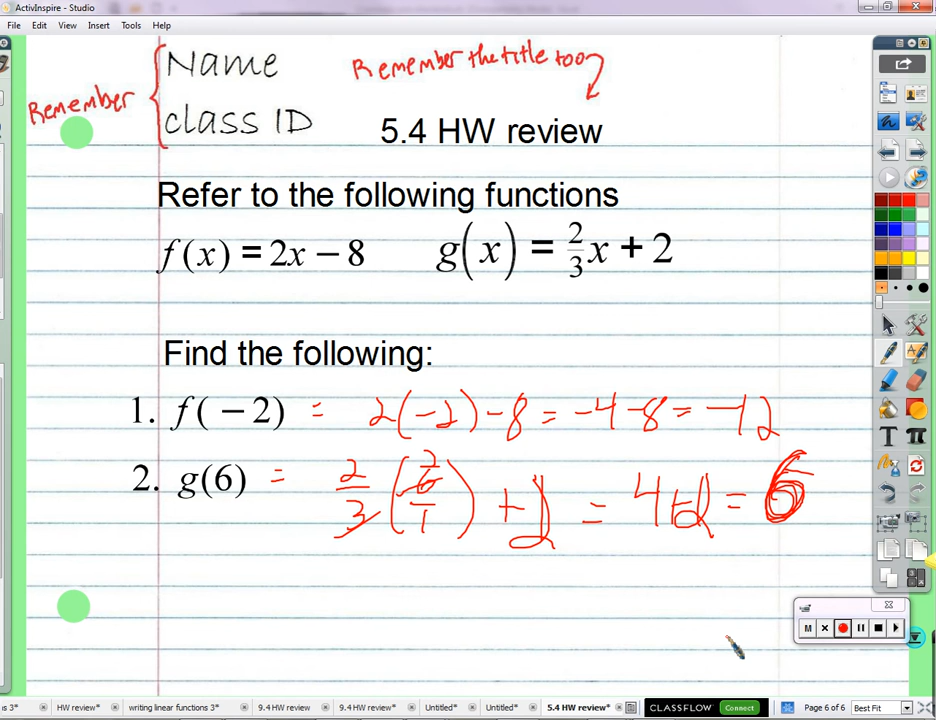 ActivInspire - Studio
File Edit View Insert Tools Help
Name
Remember the title too
Remember
class ID
5.4 HW review
Refer to the following functions
f(x) = 2x − 8 g(x) = 2/3 x + 2
Find the following:
1. f(−2) = 2(−2) − 8 = −4 − 8 = −12
2. g(6) = 2/3 (6/1) + 2 = 4 + 2 = 6
M
is 3* HW review* writing linear functions 3* 9.4 HW review 9.4 HW review* Untitled* Untitled* 5.4 HW review* CLASSFLOW Connect Page 6 of 6 Best Fit